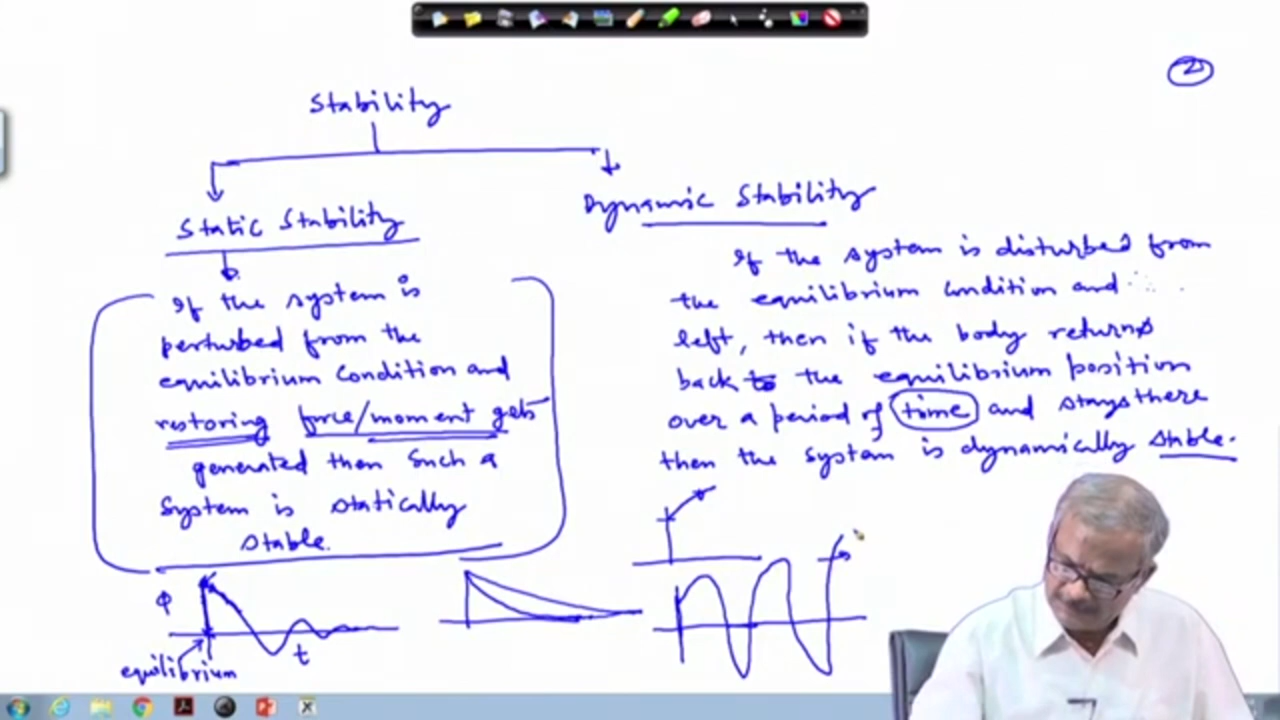 2
Stability
Static Stability
Dynamic Stability
If the system is
perturbed from the
equilibrium condition and
restoring force/moment gets
generated then such a
system is statically
stable.
If the system is disturbed from
the equilibrium condition and
left, then if the body returns
back to the equilibrium position
over a period of time and stays there
then the system is dynamically stable.
φ
t
equilibrium